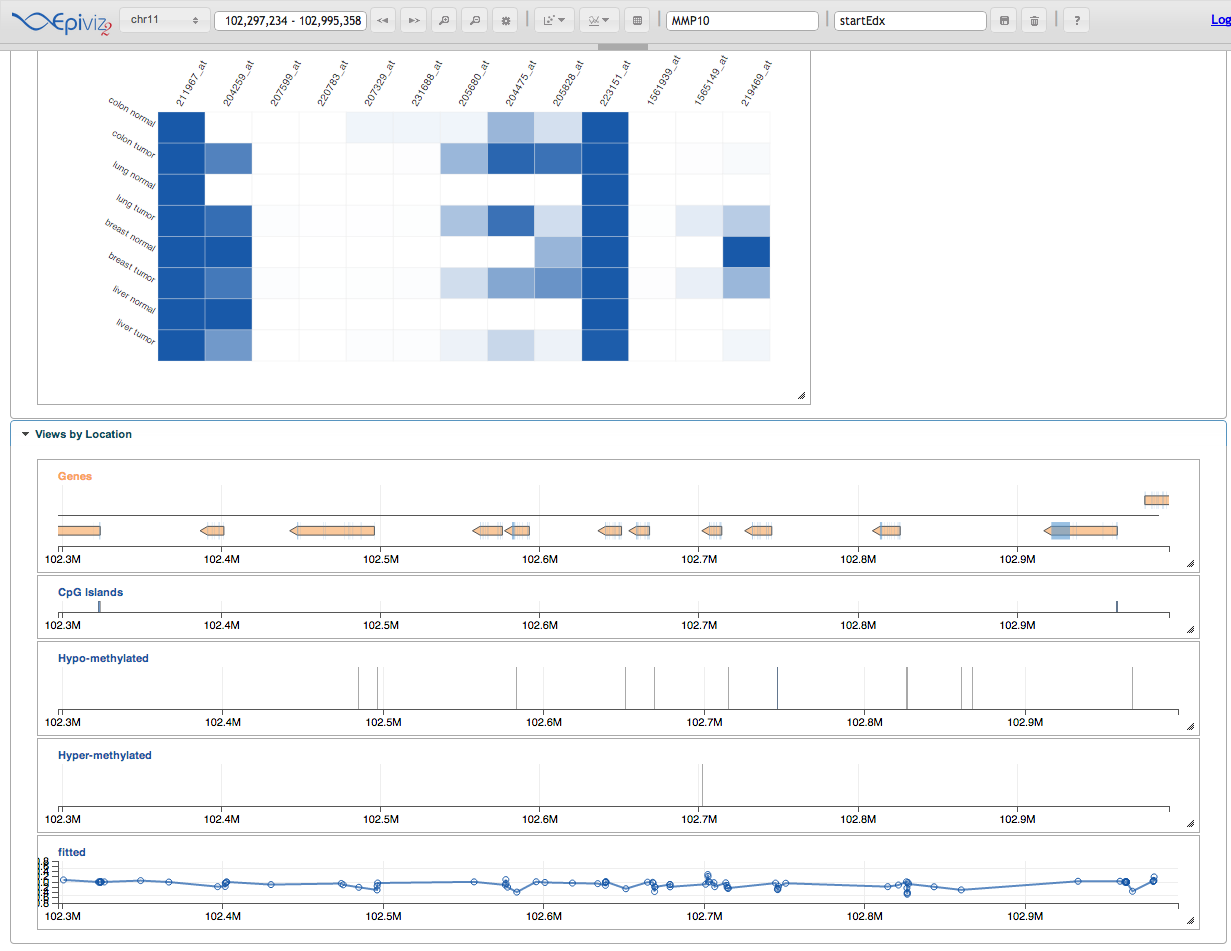 Epiviz 2
chr11 102,297,234 - 102,995,358 MMP10 startEdx ? Log
211967_at 204259_at 207599_at 220783_at 207329_at 231688_at 205680_at 204475_at 205828_at 223151_at 1561939_at 1565149_at 219469_at
colon normal
colon tumor
lung normal
lung tumor
breast normal
breast tumor
liver normal
liver tumor
Views by Location
Genes
102.3M 102.4M 102.5M 102.6M 102.7M 102.8M 102.9M
CpG Islands
102.3M 102.4M 102.5M 102.6M 102.7M 102.8M 102.9M
Hypo-methylated
102.3M 102.4M 102.5M 102.6M 102.7M 102.8M 102.9M
Hyper-methylated
102.3M 102.4M 102.5M 102.6M 102.7M 102.8M 102.9M
fitted
102.3M 102.4M 102.5M 102.6M 102.7M 102.8M 102.9M